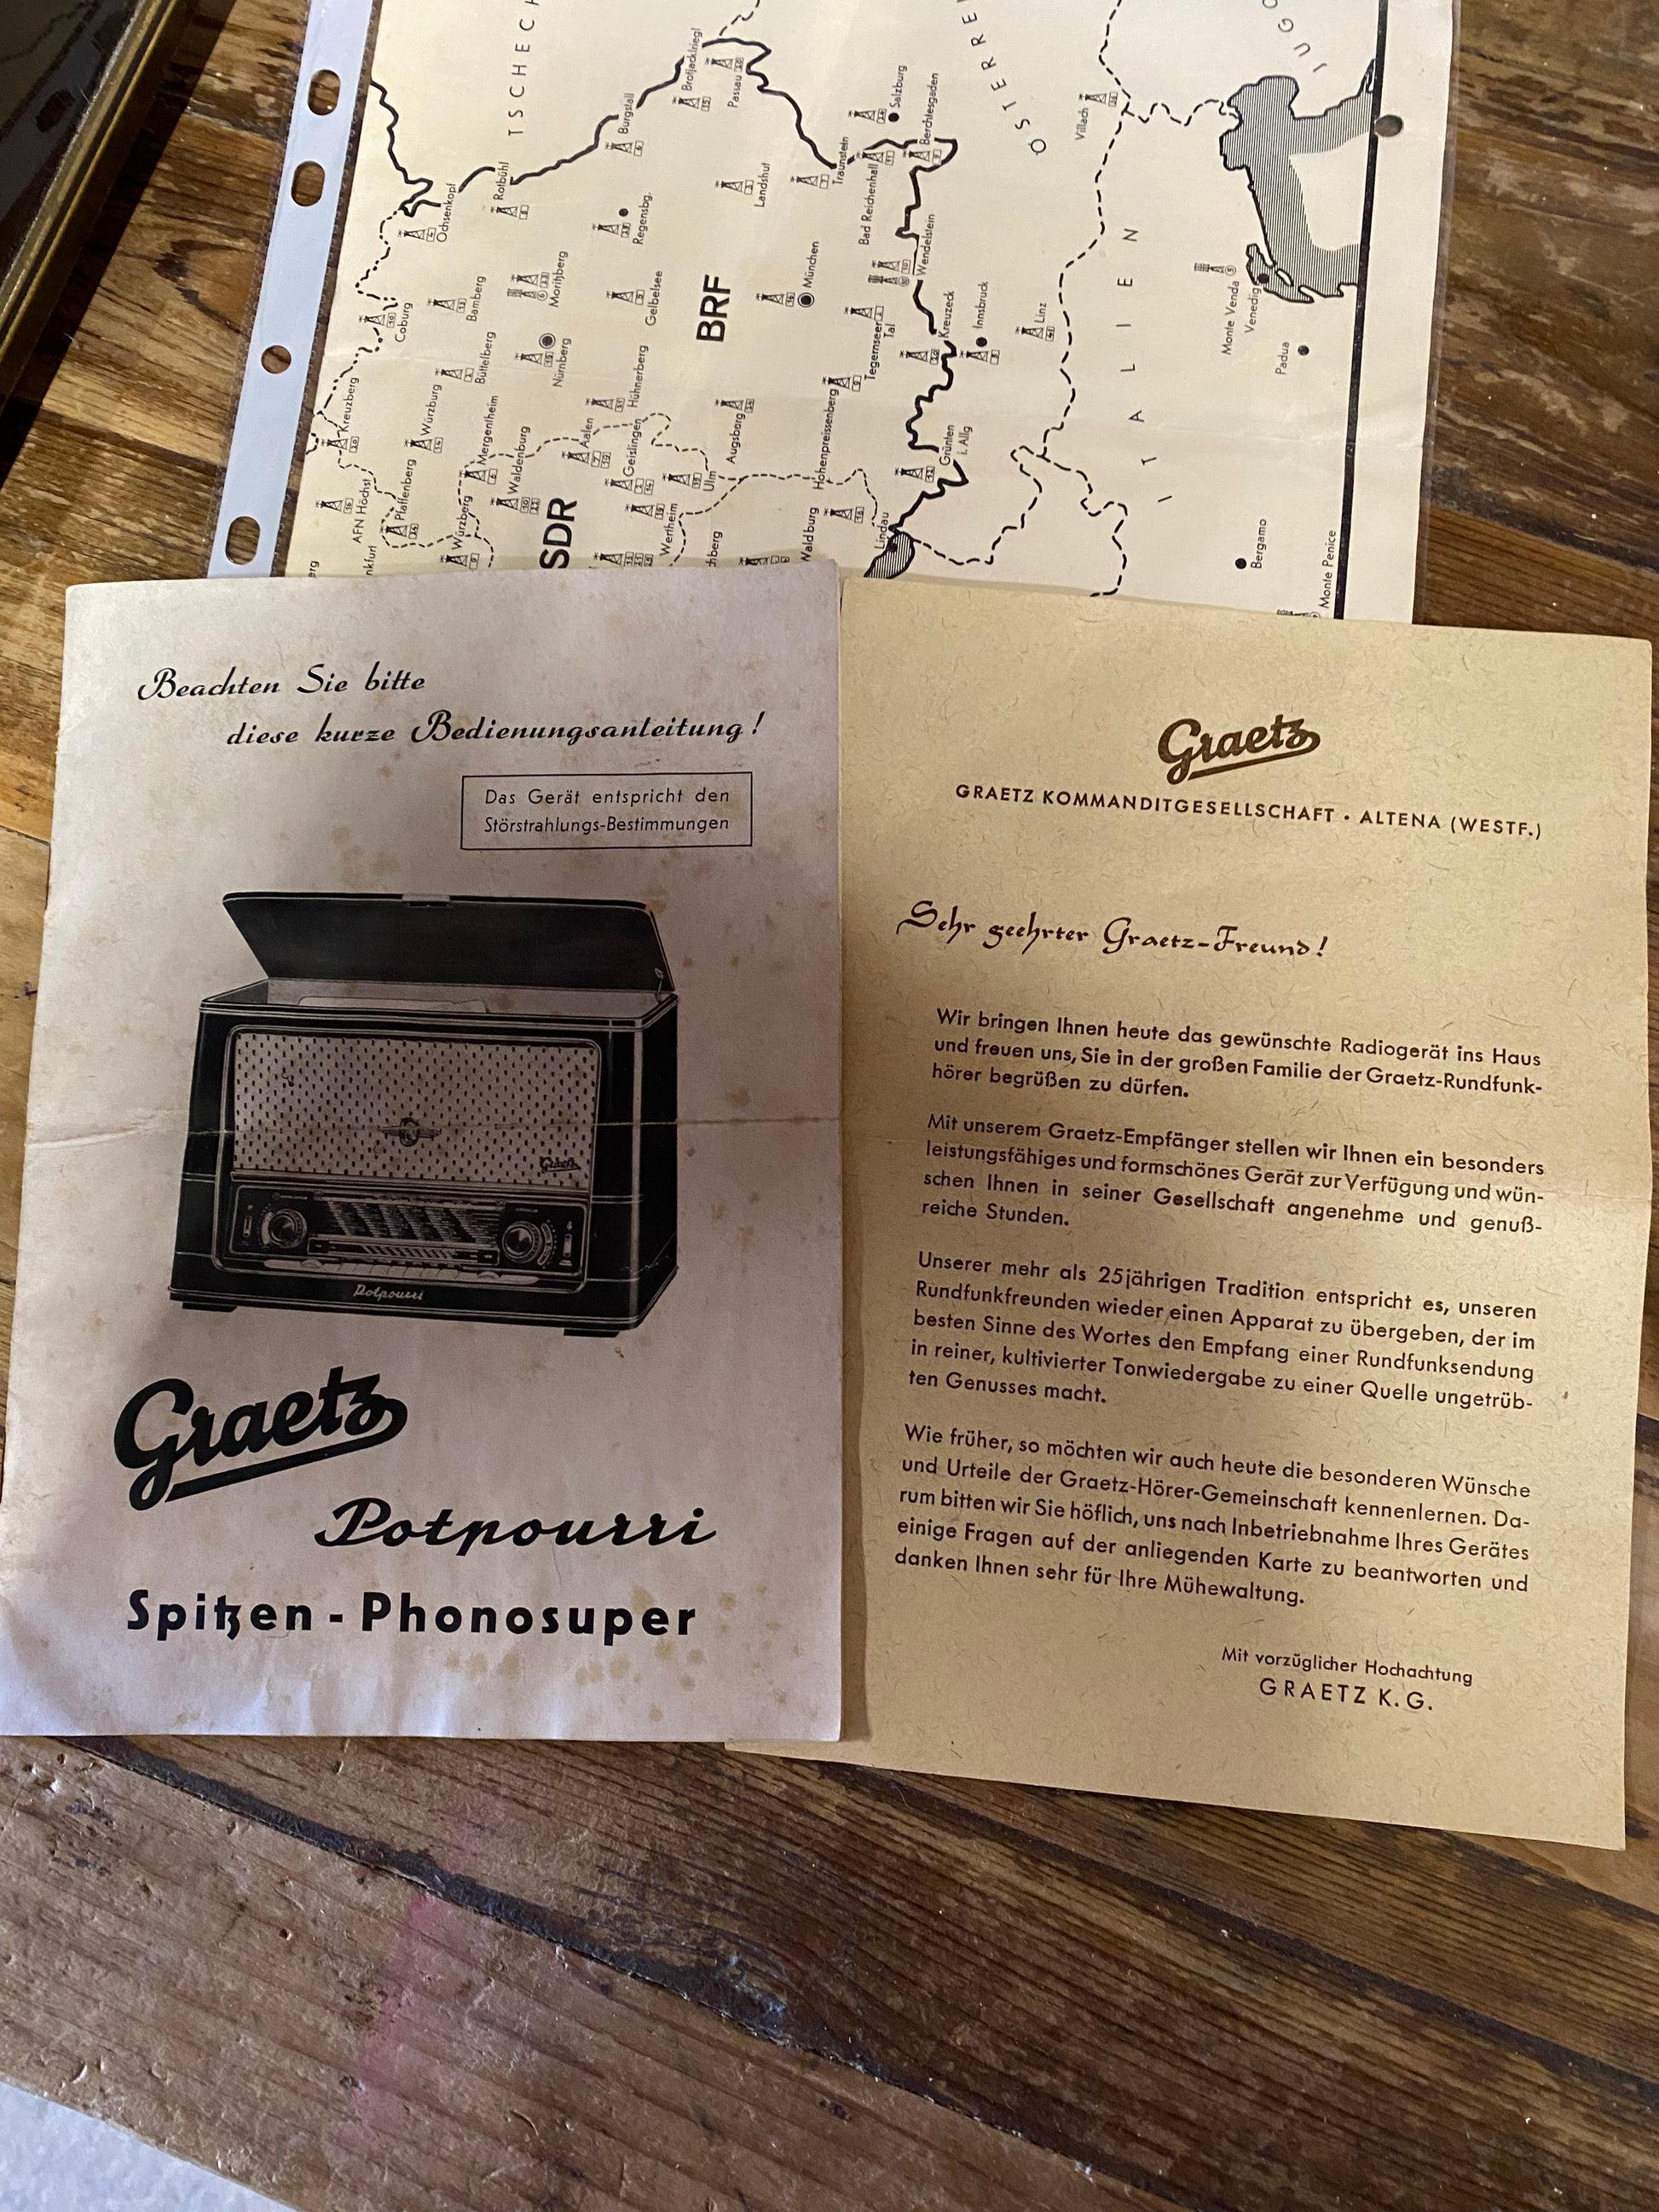 TSCHECH
ÖSTERREI
JUGO
ITALIEN
BRF
SDR
Ochsenkopf
Rotbühl
Burgstall
Brotjacklriegl
Passau
Salzburg
Berchtesgaden
Villach
Coburg
Bamberg
Moritzberg
Regensbg.
Landshut
Traunstein
Bad Reichenhall
Kreuzberg
Würzburg
Büttelberg
Nürnberg
Gelbelsee
München
Wendelstein
Tegernseer
Tal
Kreuzeck
Innsbruck
Linz
Monte Venda
Venedig
Padua
AFN Höchst
Pfaffenberg
Mergentheim
Waldenburg
Aalen
Hühnerberg
Geislingen
Augsburg
Hohenpeissenberg
Grünten
i. Allg
nkfurt
Würzberg
Wertheim
Ulm
Waldburg
Lindau
Bergamo
Monte Penice
erg
Beachten Sie bitte
diese kurze Bedienungsanleitung!
Das Gerät entspricht den
Störstrahlungs-Bestimmungen
Graetz
Potpourri
Graetz
Potpourri
Spitzen-Phonosuper
Graetz
GRAETZ KOMMANDITGESELLSCHAFT • ALTENA (WESTF.)
Sehr geehrter Graetz-Freund!
Wir bringen Ihnen heute das gewünschte Radiogerät ins Haus
und freuen uns, Sie in der großen Familie der Graetz-Rundfunk-
hörer begrüßen zu dürfen.
Mit unserem Graetz-Empfänger stellen wir Ihnen ein besonders
leistungsfähiges und formschönes Gerät zur Verfügung und wün-
schen Ihnen in seiner Gesellschaft angenehme und genuß-
reiche Stunden.
Unserer mehr als 25jährigen Tradition entspricht es, unseren
Rundfunkfreunden wieder einen Apparat zu übergeben, der im
besten Sinne des Wortes den Empfang einer Rundfunksendung
in reiner, kultivierter Tonwiedergabe zu einer Quelle ungetrüb-
ten Genusses macht.
Wie früher, so möchten wir auch heute die besonderen Wünsche
und Urteile der Graetz-Hörer-Gemeinschaft kennenlernen. Da-
rum bitten wir Sie höflich, uns nach Inbetriebnahme Ihres Gerätes
einige Fragen auf der anliegenden Karte zu beantworten und
danken Ihnen sehr für Ihre Mühewaltung.
Mit vorzüglicher Hochachtung
GRAETZ K.G.